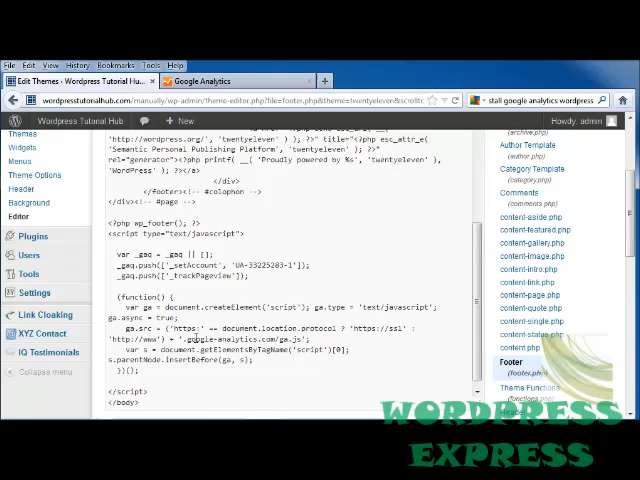 File Edit View History Bookmarks Tools Help
Edit Themes ‹ Wordpress Tutorial Hub... ×
Google Analytics ×
wordpresstutorialhub.com/manually/wp-admin/theme-editor.php?file=footer.php&theme=twentyeleven&scrollto
stall google analytics wordpress
Wordpress Tutorial Hub
+ New
Howdy, admin
Themes
Widgets
Menus
Theme Options
Header
Background
Editor
Plugins
Users
Tools
Settings
Link Cloaking
XYZ Contact
IQ Testimonials
'http://wordpress.org/', 'twentyeleven' ) ); ?>" title="<?php esc_attr_e(
'Semantic Personal Publishing Platform', 'twentyeleven' ); ?>"
rel="generator"><?php printf( __( 'Proudly powered by %s', 'twentyeleven' ),
'WordPress' ); ?></a>
</div>
</footer><!-- #colophon -->
</div><!-- #page -->
<?php wp_footer(); ?>
<script type="text/javascript">
var _gaq = _gaq || [];
_gaq.push(['_setAccount', 'UA-33225283-1']);
_gaq.push(['_trackPageview']);
(function() {
var ga = document.createElement('script'); ga.type = 'text/javascript';
ga.async = true;
ga.src = ('https:' == document.location.protocol ? 'https://ssl' :
'http://www') + '.google-analytics.com/ga.js';
var s = document.getElementsByTagName('script')[0];
s.parentNode.insertBefore(ga, s);
})();
</script>
</body>
(archive.php)
Author Template
(author.php)
Category Template
(category.php)
Comments
(comments.php)
content-aside.php
content-featured.php
content-gallery.php
content-image.php
content-intro.php
content-link.php
content-page.php
content-quote.php
content-single.php
content-status.php
content.php
Footer
(footer.php)
Theme Functions
(functions.php)
Header
WORDPRESS
EXPRESS